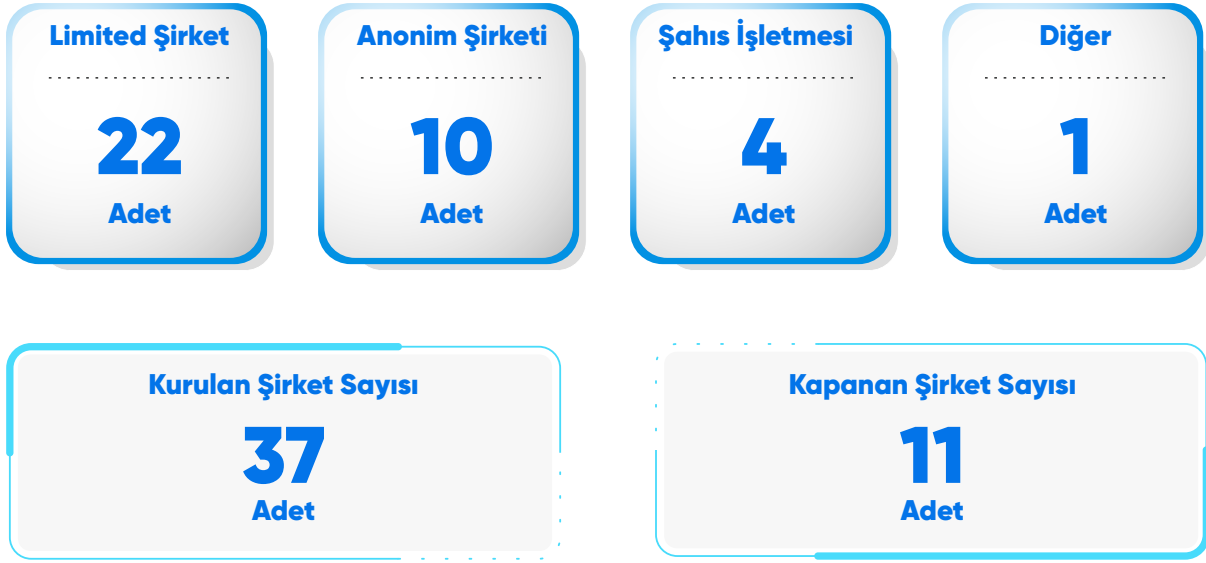 Limited Şirket
22
Adet
Anonim Şirketi
10
Adet
Şahıs İşletmesi
4
Adet
Diğer
1
Adet
Kurulan Şirket Sayısı
37
Adet
Kapanan Şirket Sayısı
11
Adet